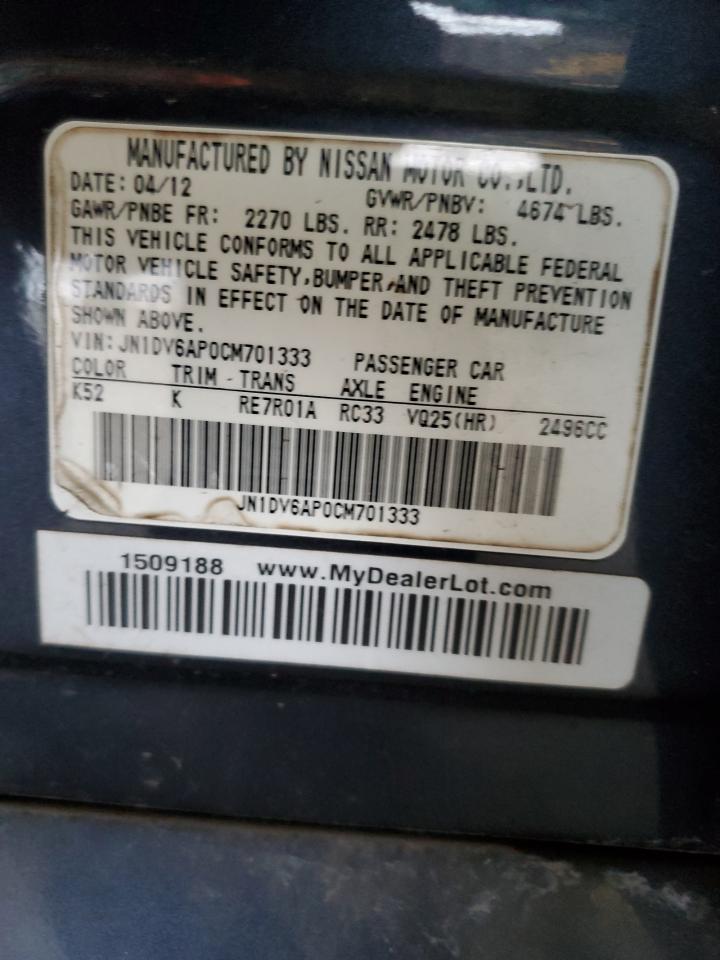 MANUFACTURED BY NISSAN MOTOR CO.,LTD.
DATE: 04/12 GVWR/PNBV: 4674 LBS.
GAWR/PNBE FR: 2270 LBS. RR: 2478 LBS.
THIS VEHICLE CONFORMS TO ALL APPLICABLE FEDERAL
MOTOR VEHICLE SAFETY,BUMPER,AND THEFT PREVENTION
STANDARDS IN EFFECT ON THE DATE OF MANUFACTURE
SHOWN ABOVE.
VIN: JN1DV6AP0CM701333 PASSENGER CAR
COLOR TRIM - TRANS AXLE ENGINE
K52 K RE7R01A RC33 VQ25(HR) 2496CC
JN1DV6AP0CM701333
1509188 www.MyDealerLot.com